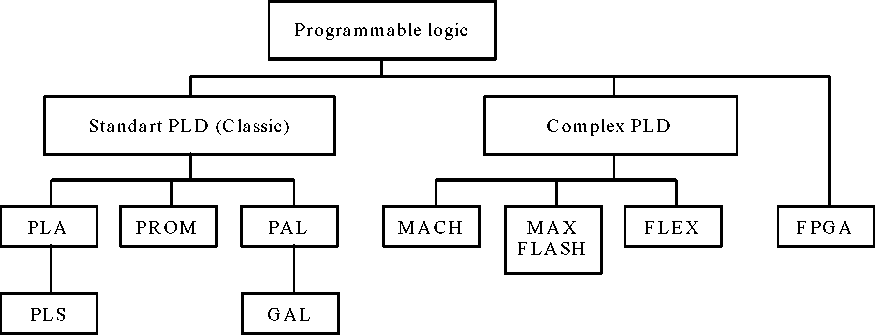 Programmable logic
Standart PLD (Classic)
Complex PLD
PLA
PROM
PAL
MACH
MAX
FLASH
FLEX
FPGA
PLS
GAL